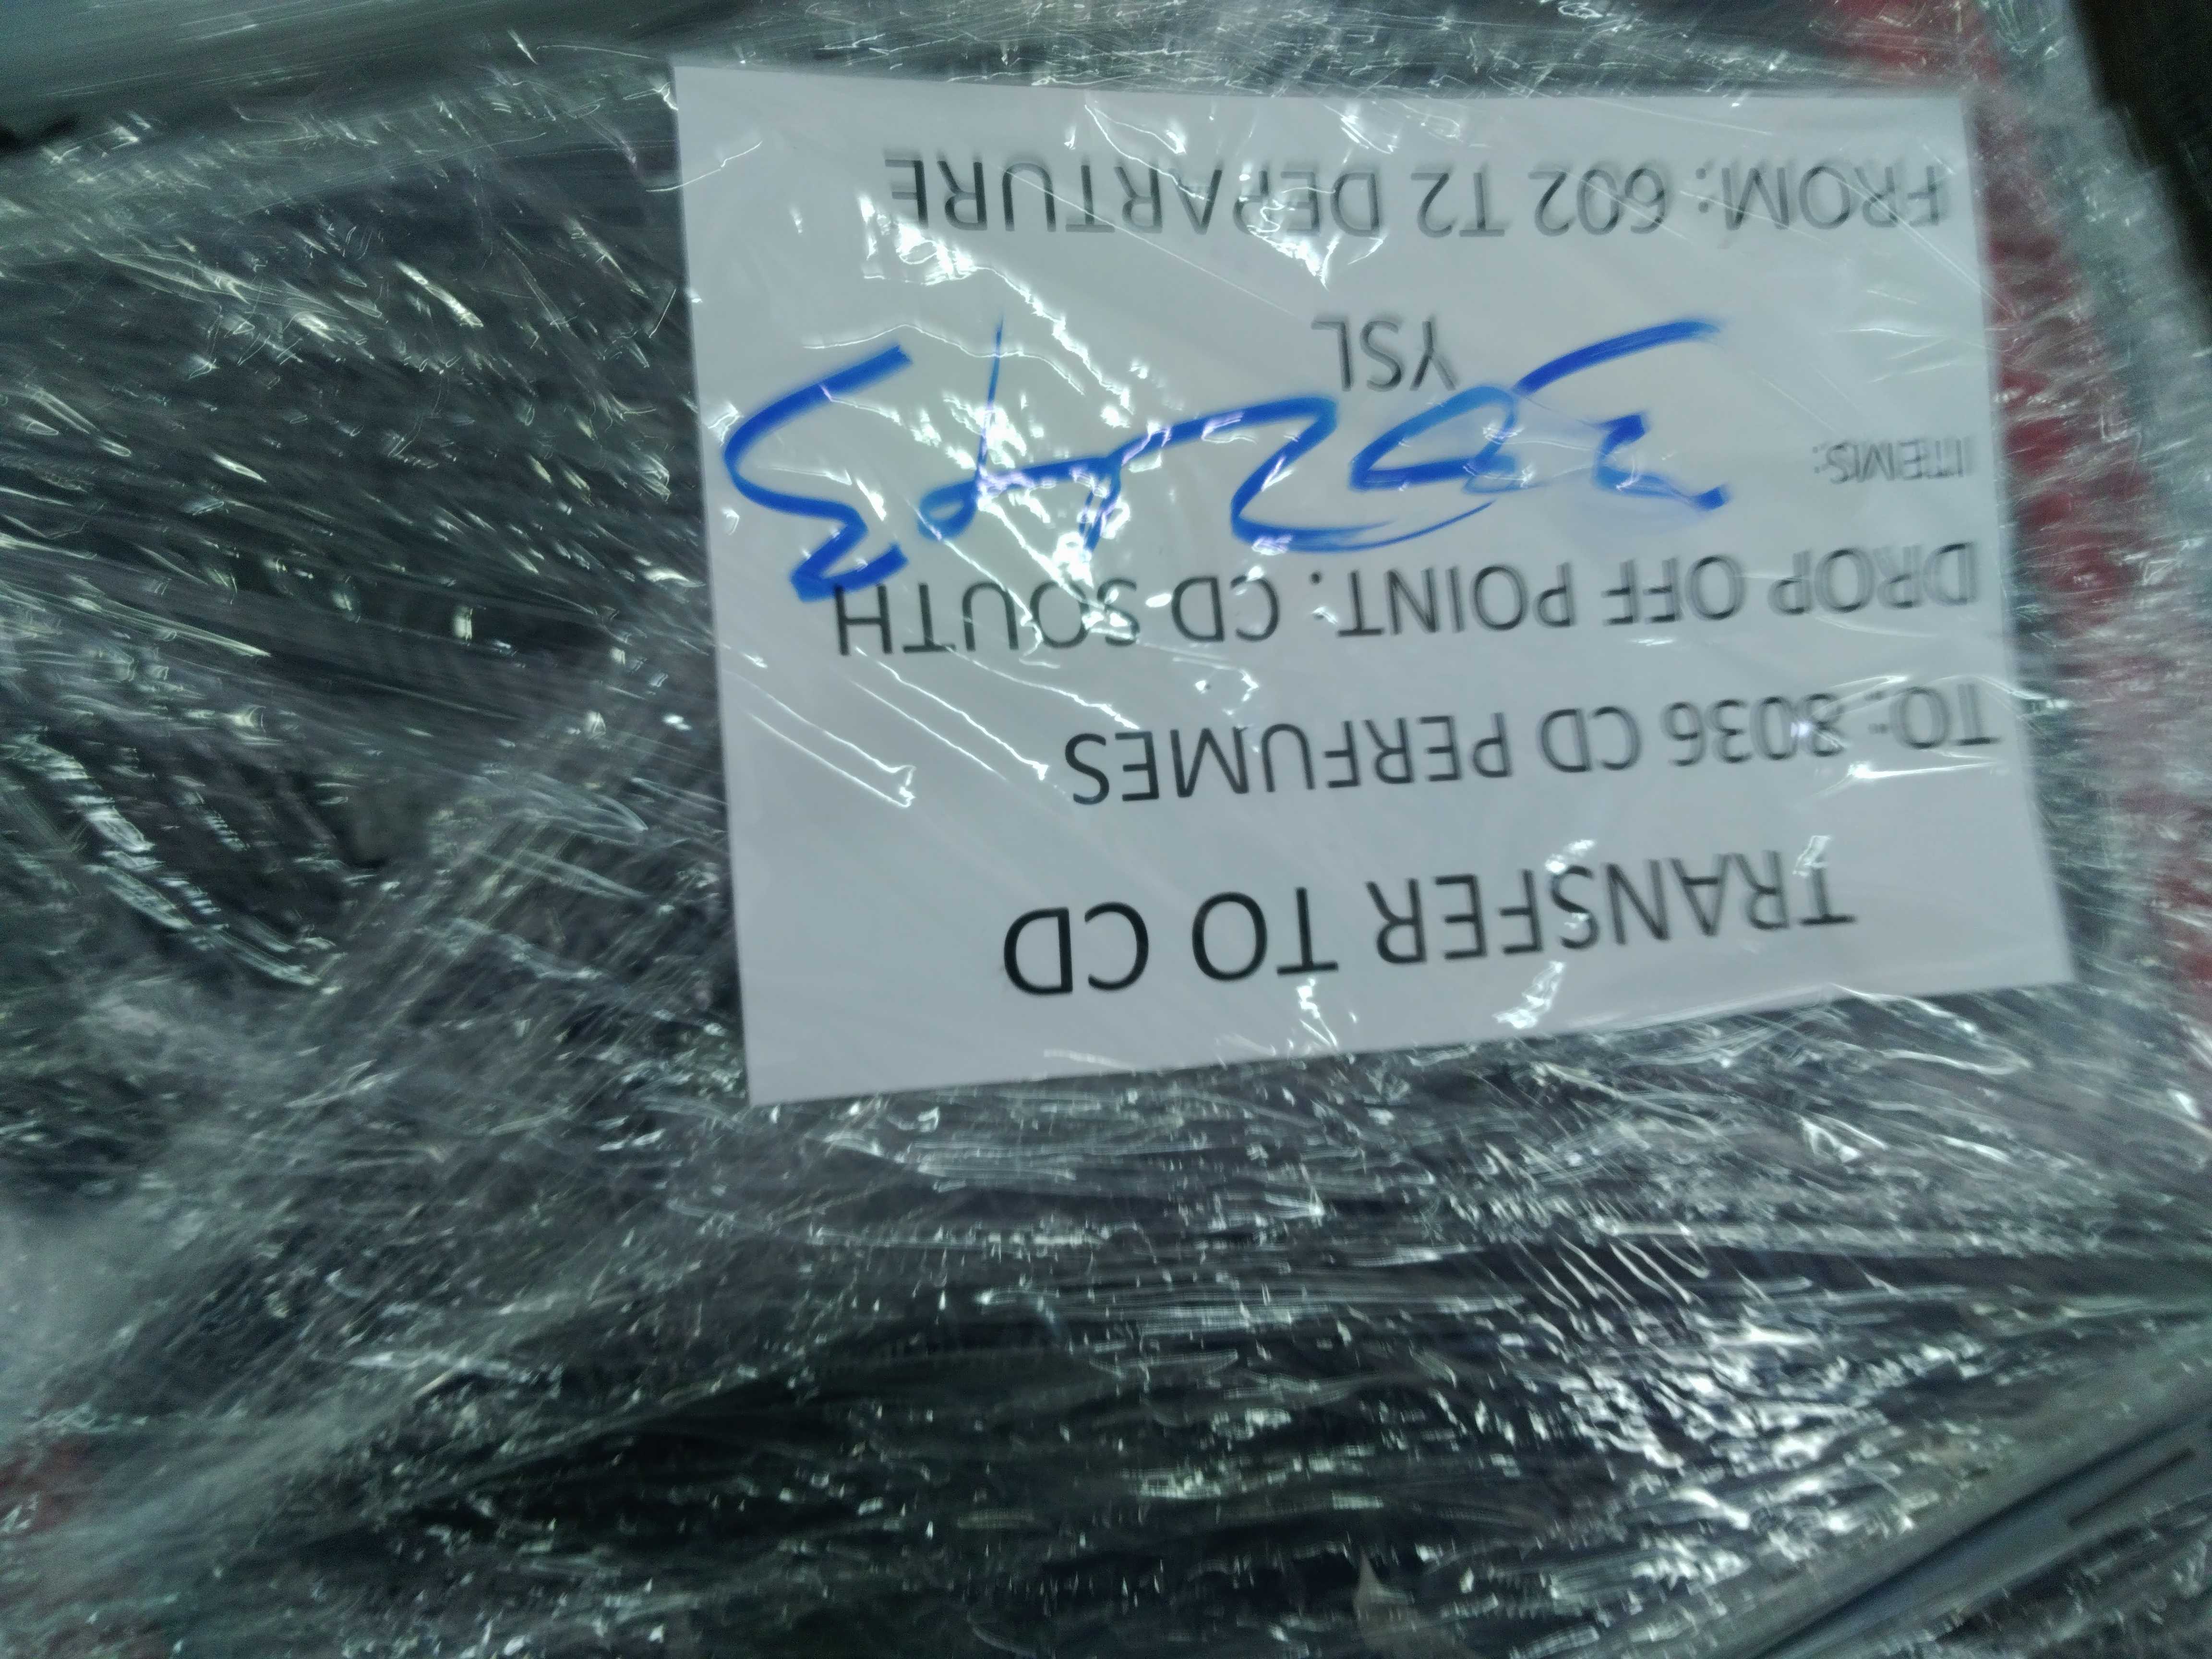 TRANSFER TO CD
TO: 8036 CD PERFUMES
DROP OFF POINT: CD SOUTH
ITEMS:
YSL
FROM: 602 T2 DEPARTURE